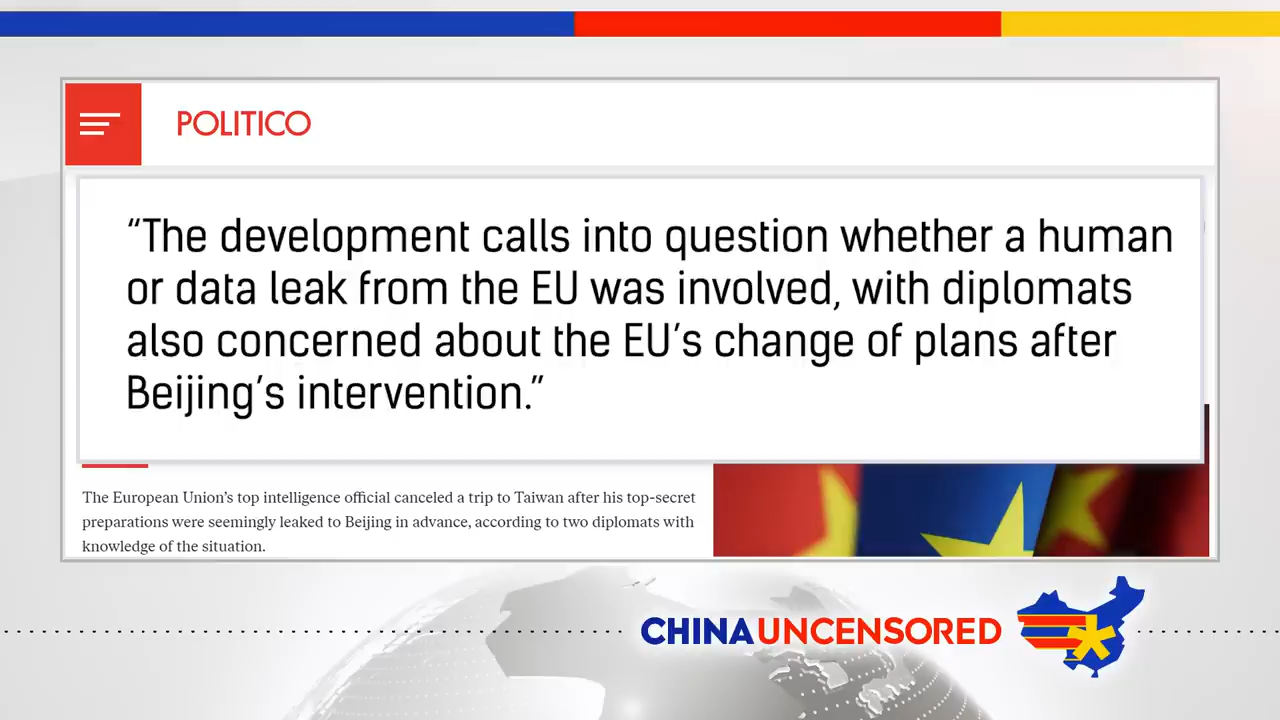 POLITICO
“The development calls into question whether a human
or data leak from the EU was involved, with diplomats
also concerned about the EU’s change of plans after
Beijing’s intervention.”
The European Union’s top intelligence official canceled a trip to Taiwan after his top-secret
preparations were seemingly leaked to Beijing in advance, according to two diplomats with
knowledge of the situation.
CHINA UNCENSORED